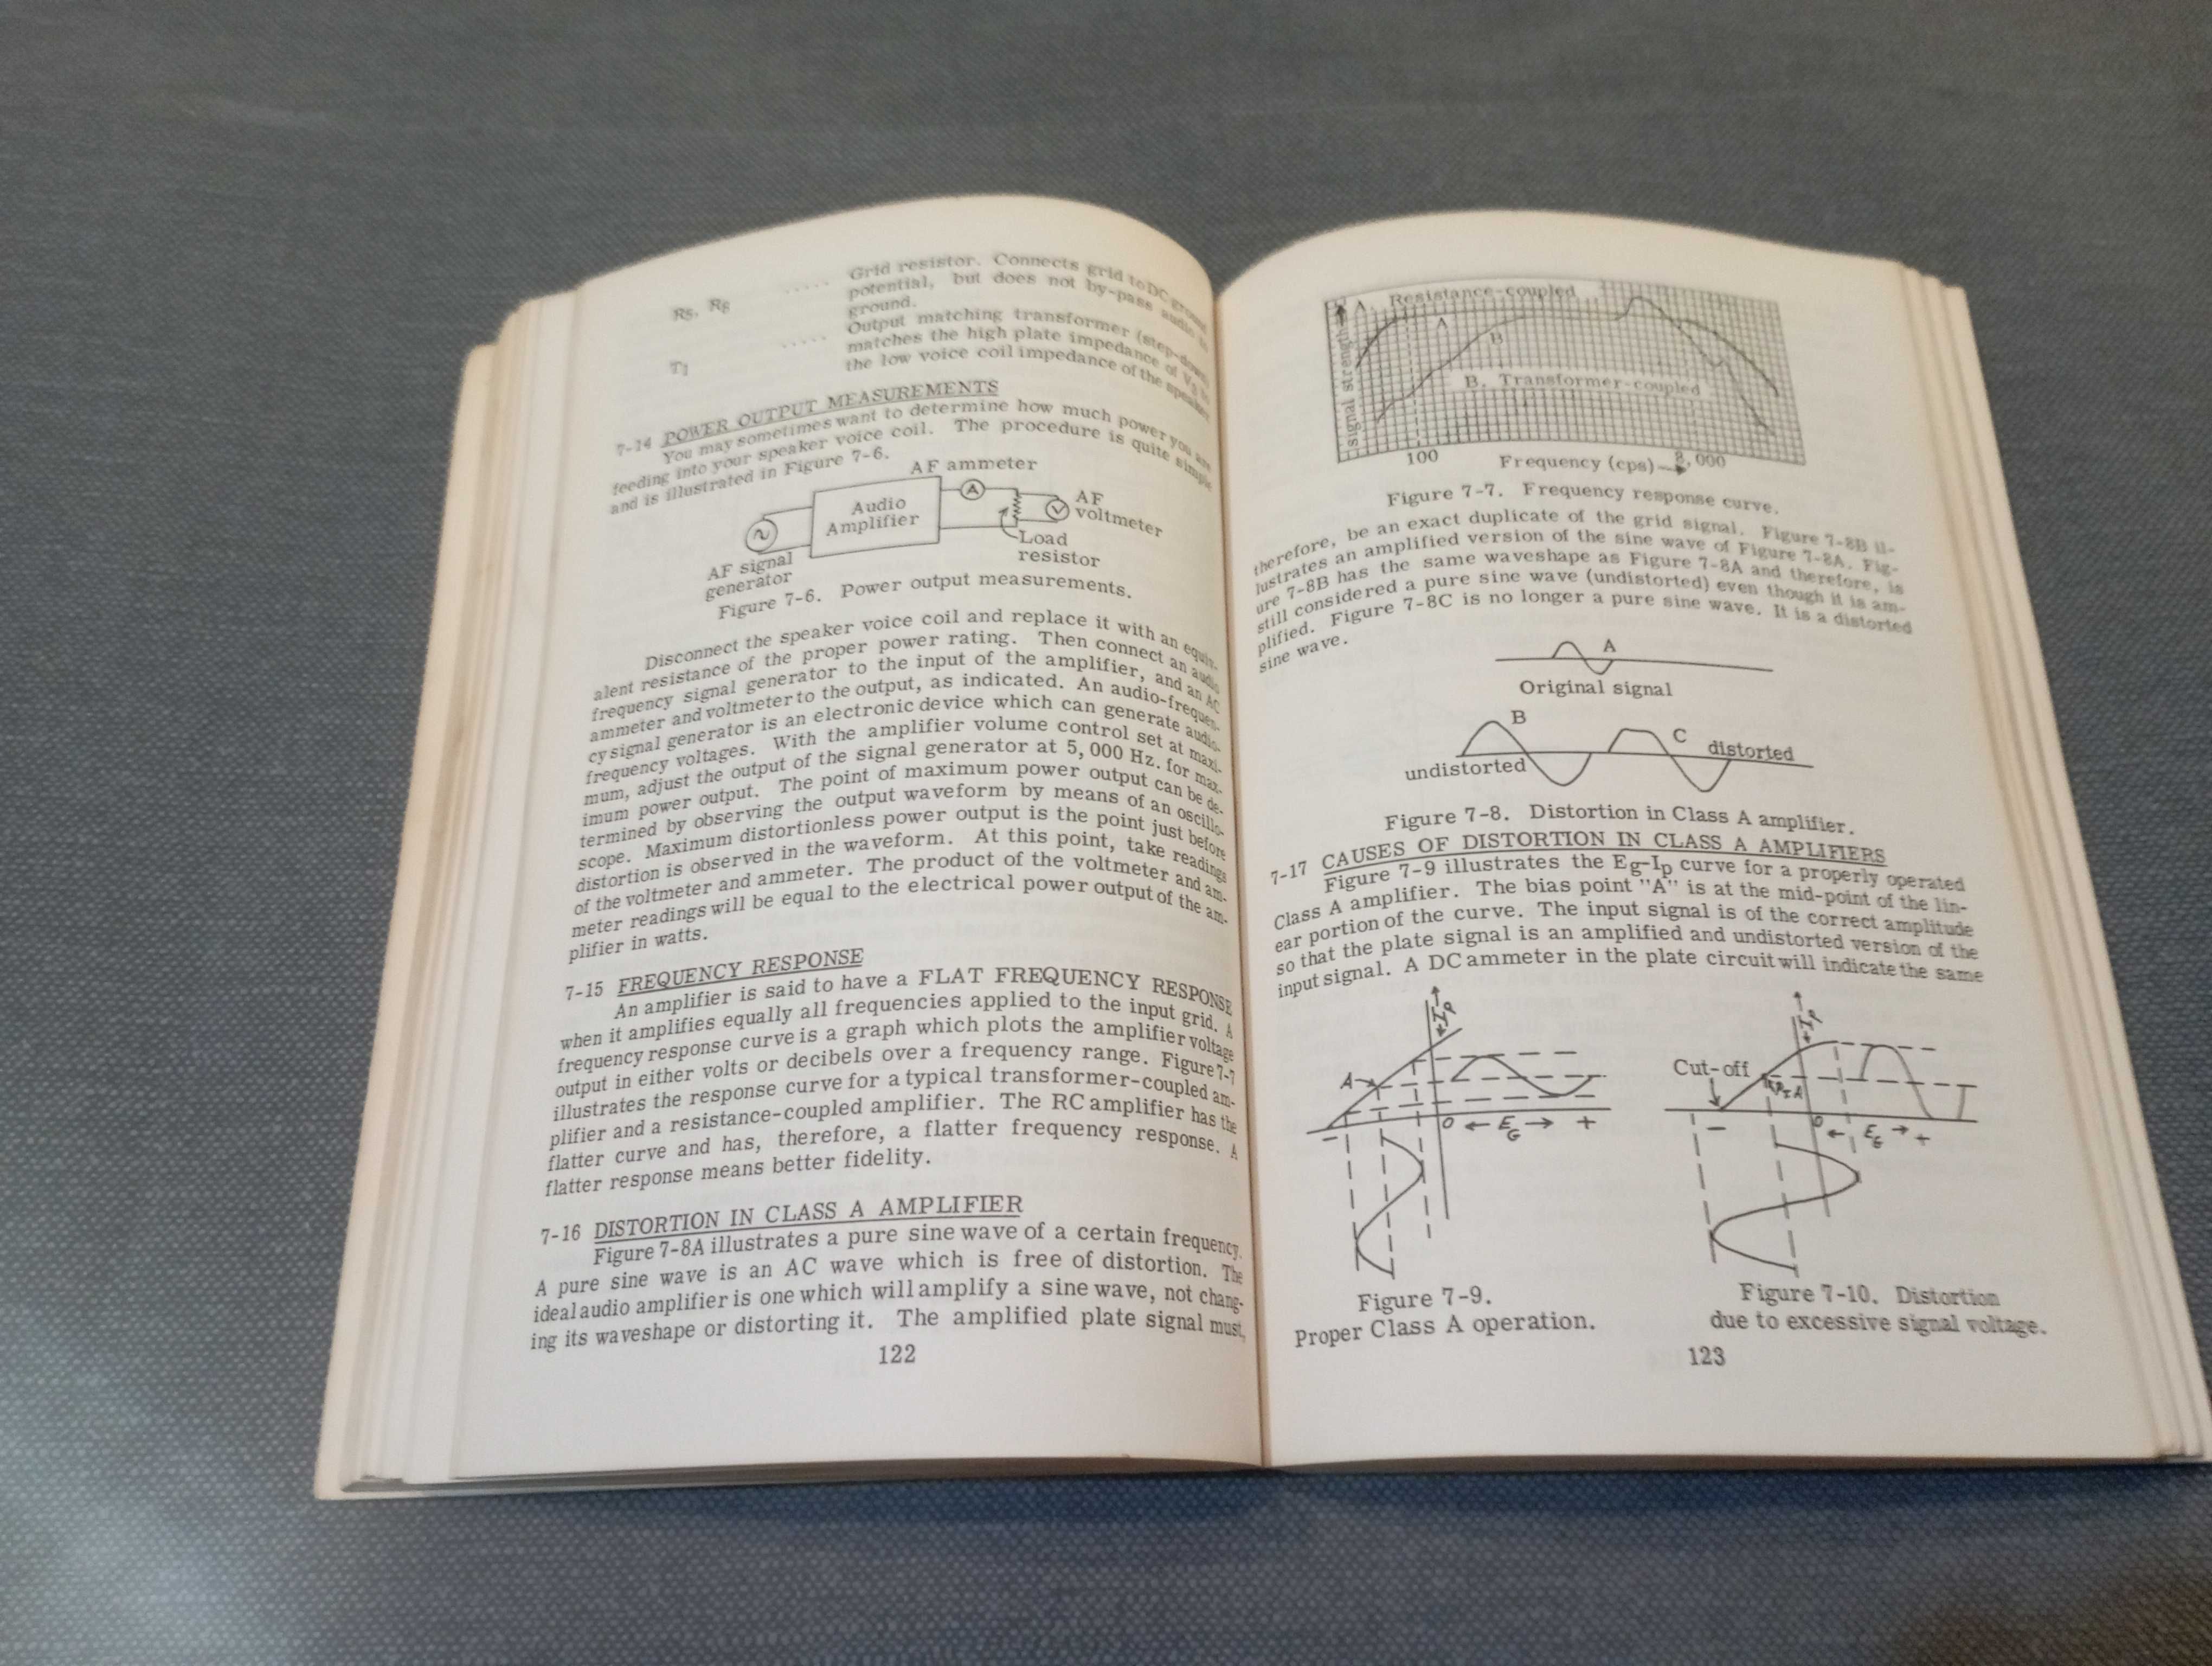 R5, R8 ..... Grid resistor. Connects grid to DC ground
potential, but does not by-pass audio to
ground.
T1 ..... Output matching transformer (step-down)
matches the high plate impedance of V3 to
the low voice coil impedance of the speaker
7-14 POWER OUTPUT MEASUREMENTS
You may sometimes want to determine how much power you are
feeding into your speaker voice coil. The procedure is quite simple
and is illustrated in Figure 7-6.
AF ammeter
A
Audio
Amplifier
V
AF
voltmeter
Load
resistor
AF signal
generator
Figure 7-6. Power output measurements.
Disconnect the speaker voice coil and replace it with an equiv-
alent resistance of the proper power rating. Then connect an audio
frequency signal generator to the input of the amplifier, and an AC
ammeter and voltmeter to the output, as indicated. An audio-frequen-
cy signal generator is an electronic device which can generate audio-
frequency voltages. With the amplifier volume control set at maxi-
mum, adjust the output of the signal generator at 5,000 Hz. for max-
imum power output. The point of maximum power output can be de-
termined by observing the output waveform by means of an oscillo-
scope. Maximum distortionless power output is the point just before
distortion is observed in the waveform. At this point, take readings
of the voltmeter and ammeter. The product of the voltmeter and am-
meter readings will be equal to the electrical power output of the am-
plifier in watts.
7-15 FREQUENCY RESPONSE
An amplifier is said to have a FLAT FREQUENCY RESPONSE
when it amplifies equally all frequencies applied to the input grid. A
frequency response curve is a graph which plots the amplifier voltage
output in either volts or decibels over a frequency range. Figure 7-7
illustrates the response curve for a typical transformer-coupled am-
plifier and a resistance-coupled amplifier. The RC amplifier has the
flatter curve and has, therefore, a flatter frequency response. A
flatter response means better fidelity.
7-16 DISTORTION IN CLASS A AMPLIFIER
Figure 7-8A illustrates a pure sine wave of a certain frequency.
A pure sine wave is an AC wave which is free of distortion. The
ideal audio amplifier is one which will amplify a sine wave, not chang-
ing its waveshape or distorting it. The amplified plate signal must,
122
A. Resistance-coupled
A
B
B. Transformer-coupled
signal strength
100
Frequency (cps)
8,000
Figure 7-7. Frequency response curve.
therefore, be an exact duplicate of the grid signal. Figure 7-8B il-
lustrates an amplified version of the sine wave of Figure 7-8A. Fig-
ure 7-8B has the same waveshape as Figure 7-8A and therefore, is
still considered a pure sine wave (undistorted) even though it is am-
plified. Figure 7-8C is no longer a pure sine wave. It is a distorted
sine wave.
A
Original signal
B
undistorted
C
distorted
Figure 7-8. Distortion in Class A amplifier.
7-17 CAUSES OF DISTORTION IN CLASS A AMPLIFIERS
Figure 7-9 illustrates the Eg-Ip curve for a properly operated
Class A amplifier. The bias point "A" is at the mid-point of the lin-
ear portion of the curve. The input signal is of the correct amplitude
so that the plate signal is an amplified and undistorted version of the
input signal. A DC ammeter in the plate circuit will indicate the same
IP
A
- 0 ← EG → +
Figure 7-9.
Proper Class A operation.
IP
Cut-off
A
- 0 ← EG → +
Figure 7-10. Distortion
due to excessive signal voltage.
123